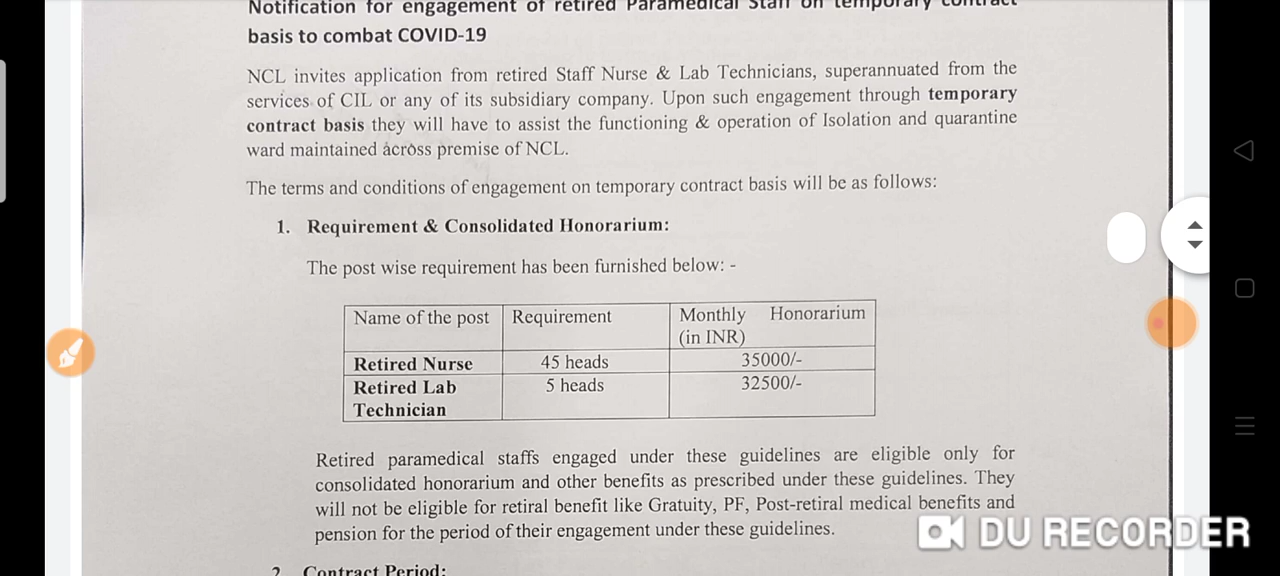 Notification for engagement of retired Paramedical Staff on temporary contract
basis to combat COVID-19
NCL invites application from retired Staff Nurse & Lab Technicians, superannuated from the
services of CIL or any of its subsidiary company. Upon such engagement through temporary
contract basis they will have to assist the functioning & operation of Isolation and quarantine
ward maintained across premise of NCL.
The terms and conditions of engagement on temporary contract basis will be as follows:
1. Requirement & Consolidated Honorarium:
The post wise requirement has been furnished below: -
Name of the post Requirement Monthly Honorarium
(in INR)
Retired Nurse 45 heads 35000/-
Retired Lab 5 heads 32500/-
Technician
Retired paramedical staffs engaged under these guidelines are eligible only for
consolidated honorarium and other benefits as prescribed under these guidelines. They
will not be eligible for retiral benefit like Gratuity, PF, Post-retiral medical benefits and
pension for the period of their engagement under these guidelines.
DU RECORDER
2. Contract Period: